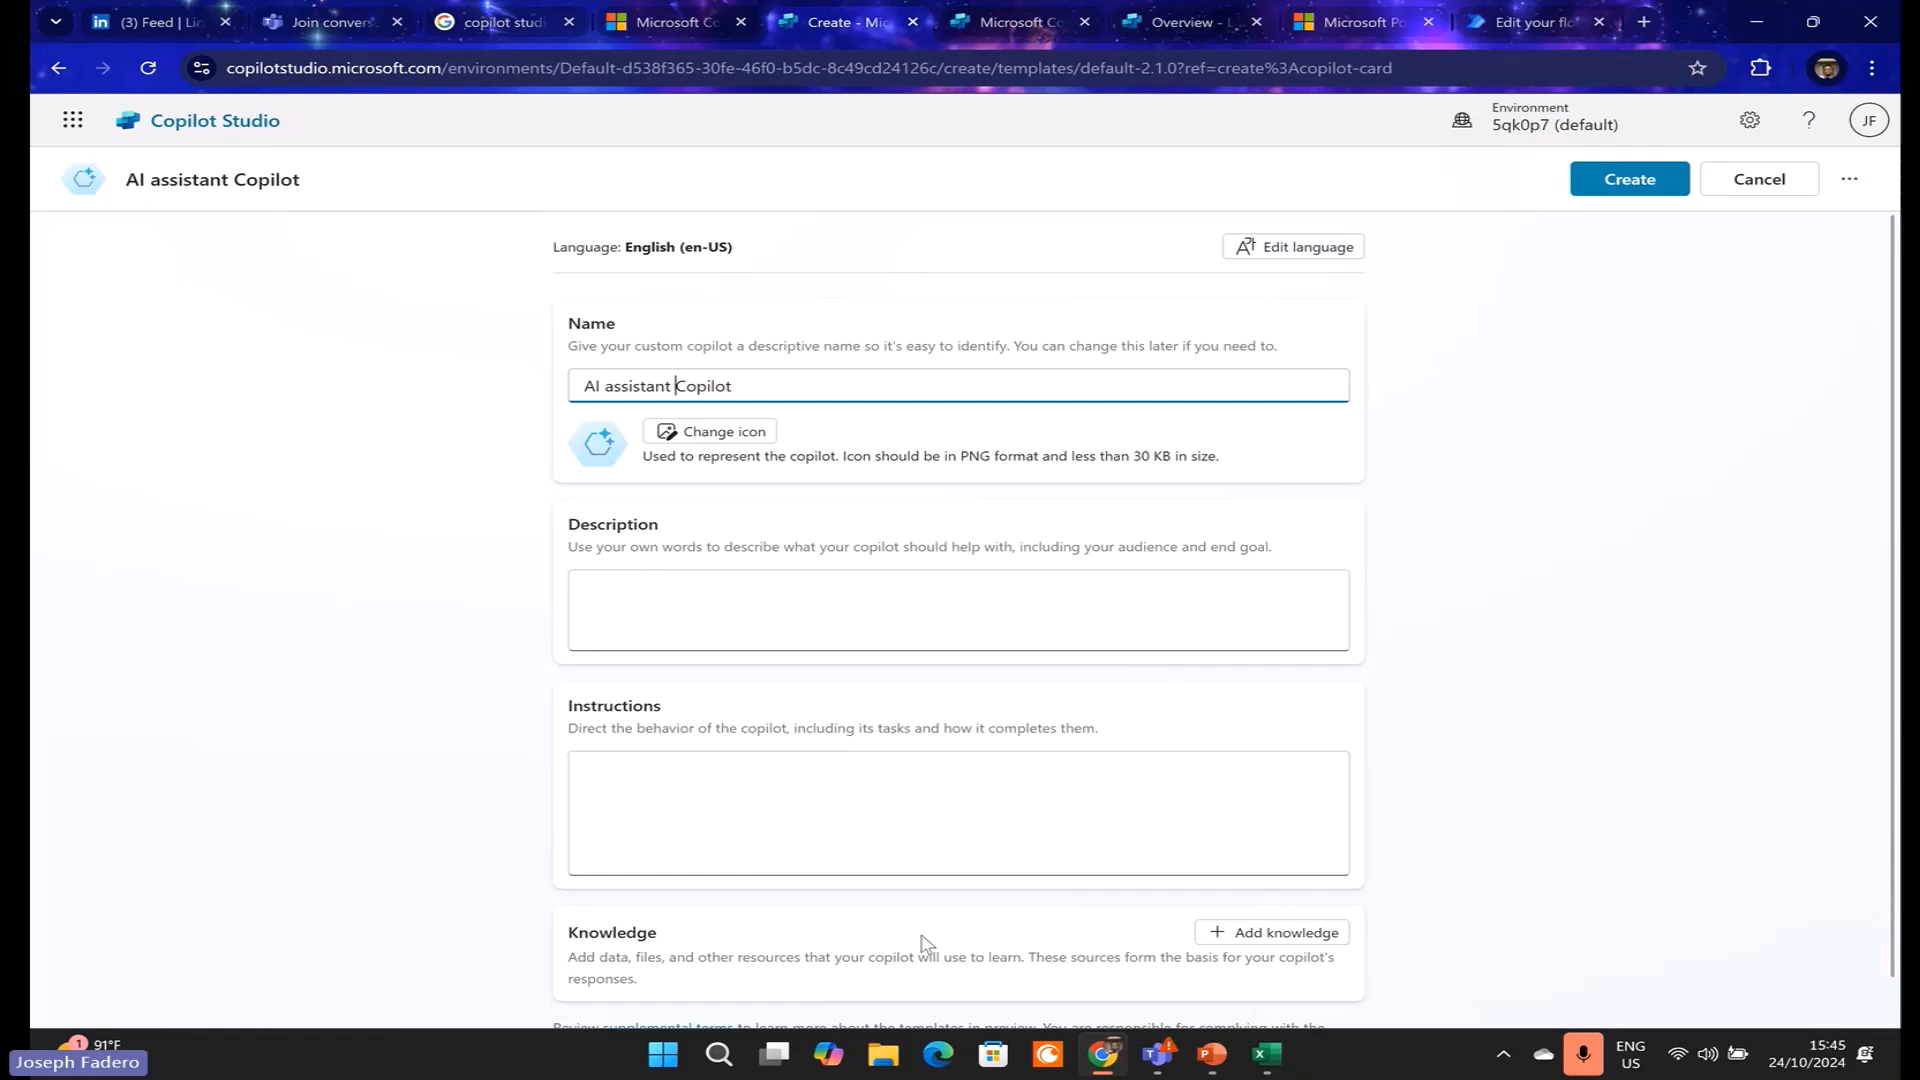 (3) Feed | Lin
Join convers
copilot studi
Microsoft Co
Create - Mic
Microsoft Co
Overview - L
Microsoft Po
Edit your flo
copilotstudio.microsoft.com/environments/Default-d538f365-30fe-46f0-b5dc-8c49cd24126c/create/templates/default-2.1.0?ref=create%3Acopilot-card
Copilot Studio
Environment
5qk0p7 (default)
JF
AI assistant Copilot
Create
Cancel
Language: English (en-US)
Edit language
Name
Give your custom copilot a descriptive name so it's easy to identify. You can change this later if you need to.
AI assistant Copilot
Change icon
Used to represent the copilot. Icon should be in PNG format and less than 30 KB in size.
Description
Use your own words to describe what your copilot should help with, including your audience and end goal.
Instructions
Direct the behavior of the copilot, including its tasks and how it completes them.
Knowledge
Add knowledge
Add data, files, and other resources that your copilot will use to learn. These sources form the basis for your copilot's
responses.
Review supplemental terms to learn more about the templates in preview. You are responsible for complying with the
1
91°F
Joseph Fadero
ENG
US
15:45
24/10/2024